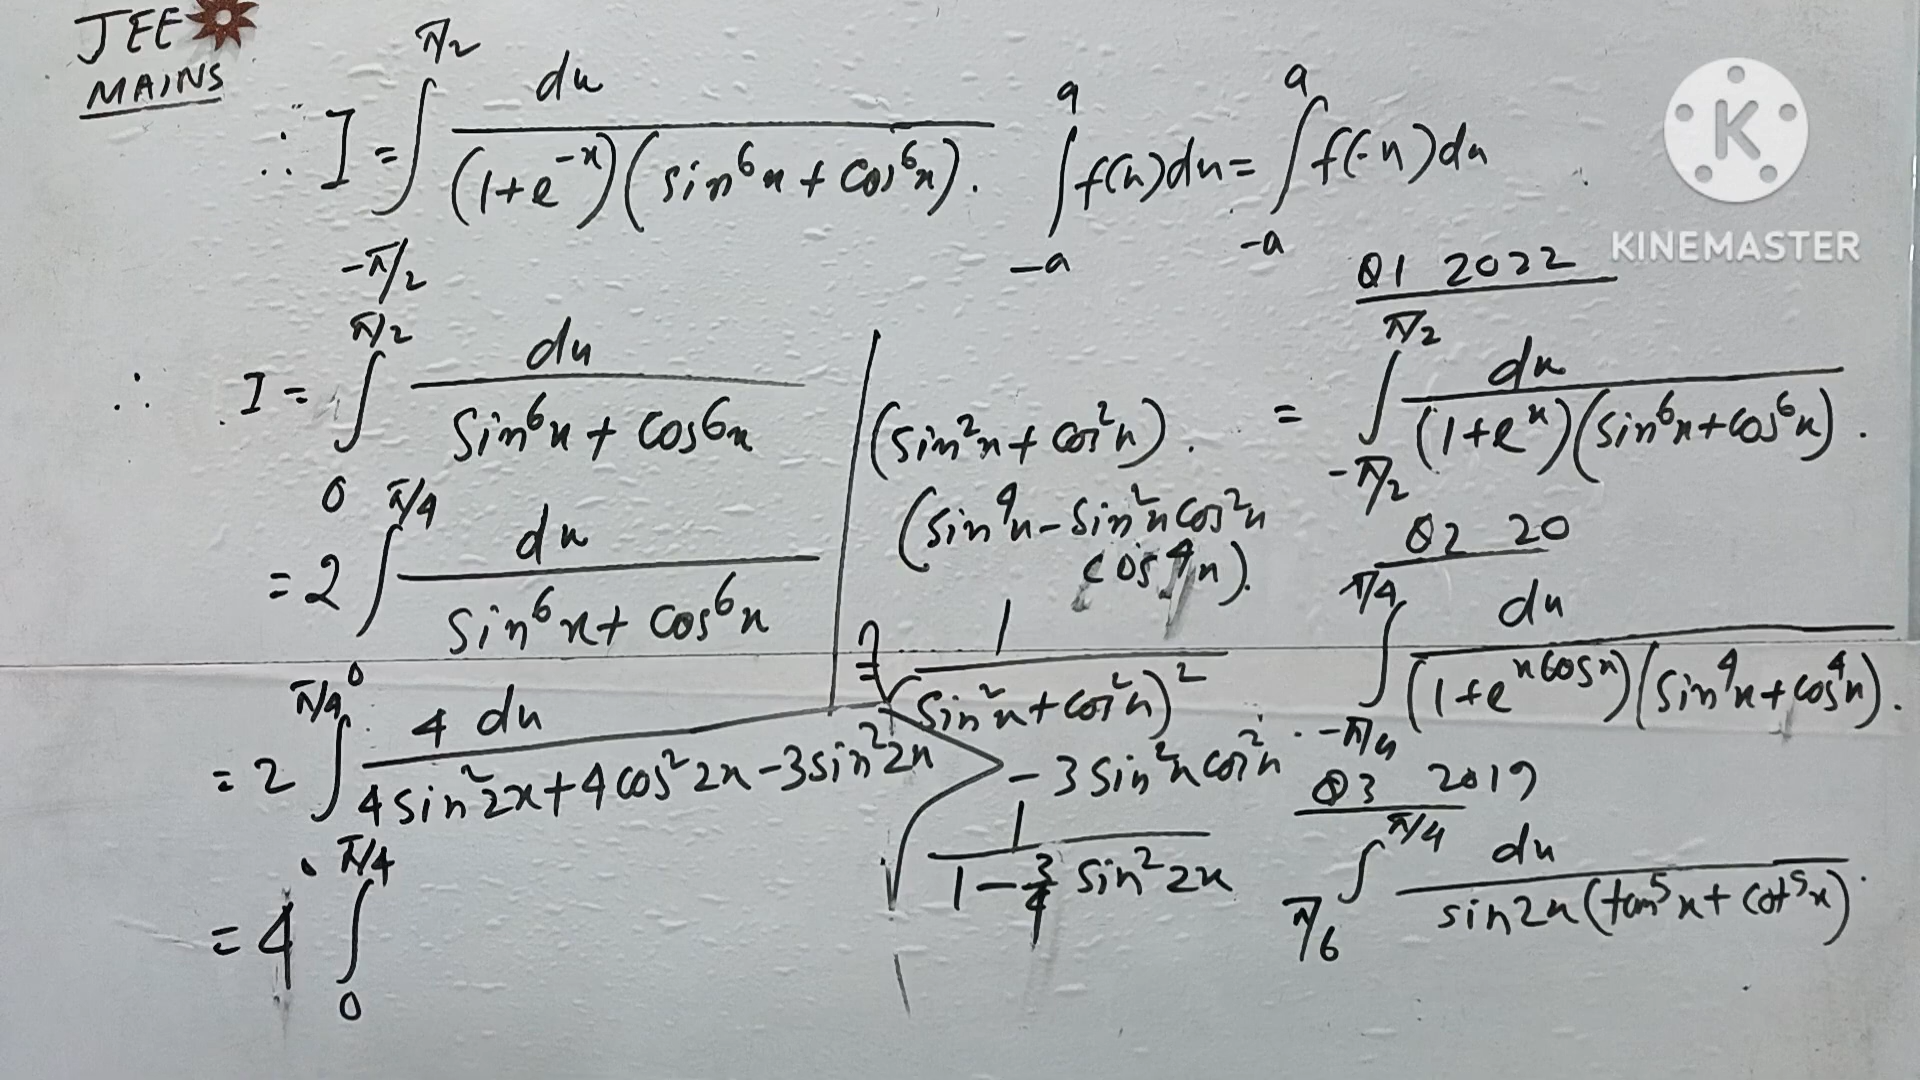 JEE
MAINS
∴ I = ∫_{-π/2}^{π/2} dx / (1+e^{-x})(sin⁶x + cos⁶x).
∫_{-a}^{a} f(x)dx = ∫_{-a}^{a} f(-x)dx
K
KINEMASTER
∴ I = ∫_{0}^{π/2} dx / sin⁶x + cos⁶x
= 2 ∫_{0}^{π/4} dx / sin⁶x + cos⁶x
= 2 ∫_{0}^{π/4} 4 dx / 4sin²2x + 4cos²2x - 3sin²2x
= 4 ∫_{0}^{π/4}
(sin²x + cos²x).
(sin⁴x - sin²x cos²x
cos⁴x).
= 1 / (sin²x + cos²x)²
- 3 sin²x cos²x
1 / 1 - 3/4 sin²2x
Q1 2022
= ∫_{-π/2}^{π/2} dx / (1+e^x)(sin⁶x + cos⁶x).
Q2 20
∫_{-π/4}^{π/4} dx / (1+e^{x cos x})(sin⁴x + cos⁴x).
Q3 2019
∫_{π/6}^{π/4} dx / sin2x(tan⁵x + cot⁵x).